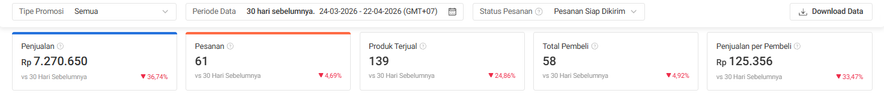 Tipe Promosi Semua Periode Data 30 hari sebelumnya. 24-03-2026 - 22-04-2026 (GMT+07) Status Pesanan Pesanan Siap Dikirim Download Data
Penjualan Pesanan Produk Terjual Total Pembeli Penjualan per Pembeli
Rp 7.270.650 61 139 58 Rp 125.356
vs 30 Hari Sebelumnya 36,74% vs 30 Hari Sebelumnya 4,69% vs 30 Hari Sebelumnya 24,86% vs 30 Hari Sebelumnya 4,92% vs 30 Hari Sebelumnya 33,47%